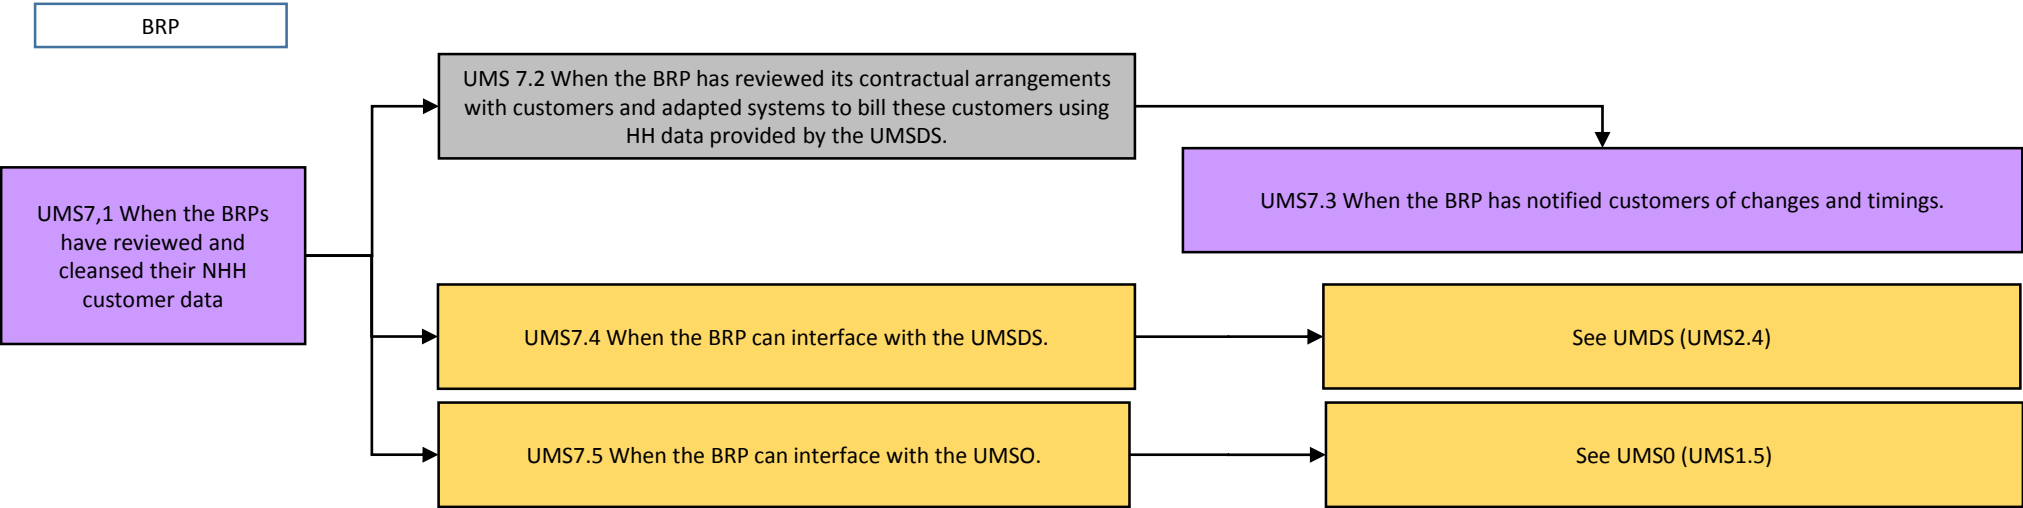 BRP
UMS 7.2 When the BRP has reviewed its contractual arrangements
with customers and adapted systems to bill these customers using
HH data provided by the UMSDS.
UMS7,1 When the BRPs
have reviewed and
cleansed their NHH
customer data
UMS7.3 When the BRP has notified customers of changes and timings.
UMS7.4 When the BRP can interface with the UMSDS.
See UMDS (UMS2.4)
UMS7.5 When the BRP can interface with the UMSO.
See UMS0 (UMS1.5)